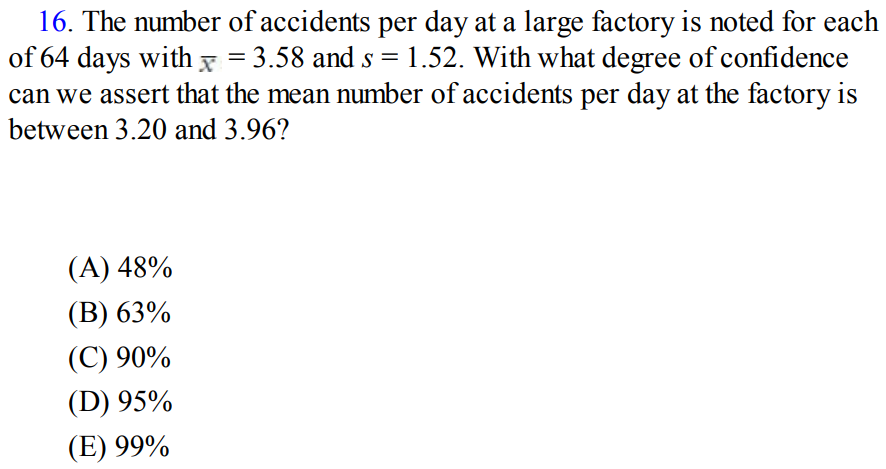 16. The number of accidents per day at a large factory is noted for each
of 64 days with x̄ = 3.58 and s = 1.52. With what degree of confidence
can we assert that the mean number of accidents per day at the factory is
between 3.20 and 3.96?
(A) 48%
(B) 63%
(C) 90%
(D) 95%
(E) 99%